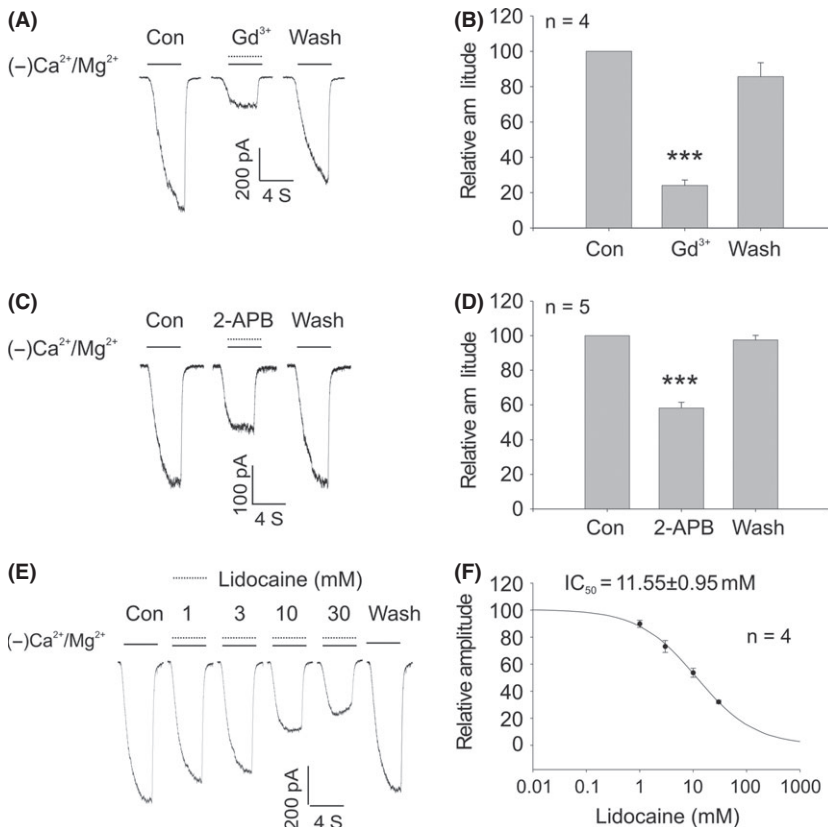 (A)
Con Gd³⁺ Wash
(–)Ca²⁺/Mg²⁺
200 pA
4 S
(B)
n = 4
Relative am litude
120
100
80
60
40
20
0
***
Con Gd³⁺ Wash
(C)
Con 2-APB Wash
(–)Ca²⁺/Mg²⁺
100 pA
4 S
(D)
n = 5
Relative am litude
120
100
80
60
40
20
0
***
Con 2-APB Wash
(E)
Lidocaine (mM)
Con 1 3 10 30 Wash
(–)Ca²⁺/Mg²⁺
200 pA
4 S
(F)
IC₅₀ = 11.55±0.95 mM
n = 4
Relative amplitude
120
100
80
60
40
20
0
0.01 0.1 1 10 100 1000
Lidocaine (mM)